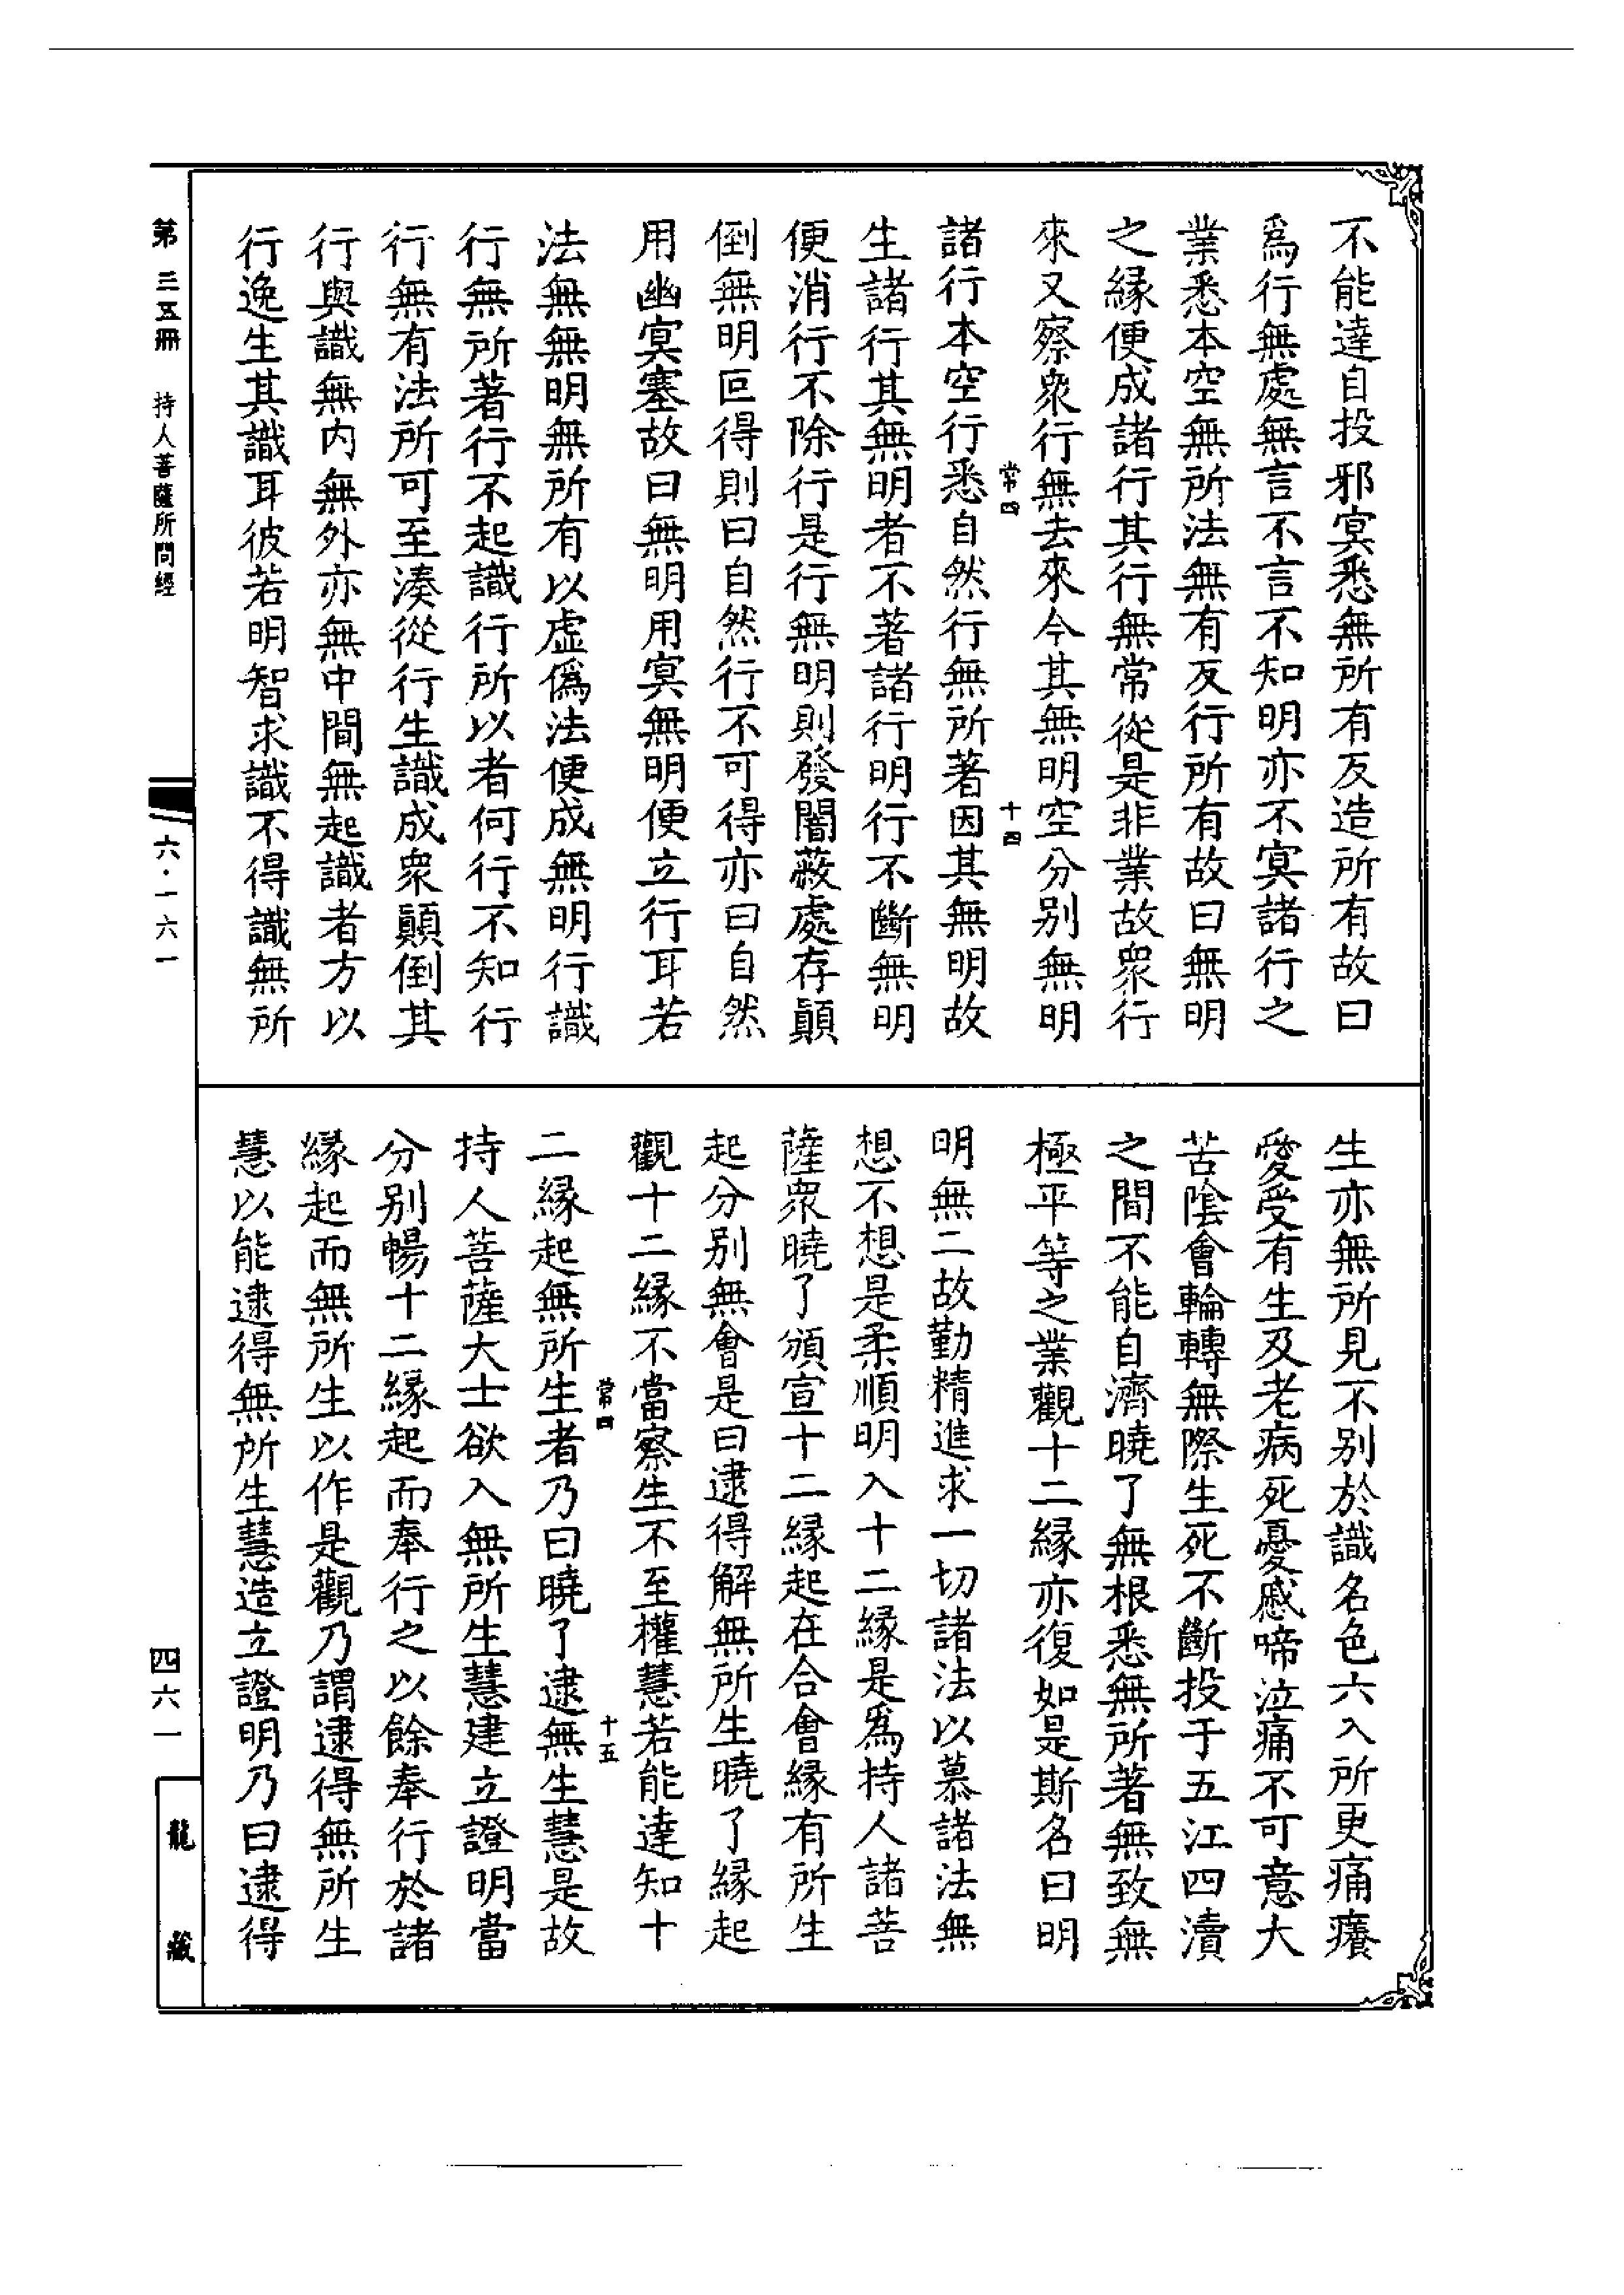 不能達自投邪冥悉無所有反造所有故曰
為行無處無言不言不知明亦不冥諸行之
業悉本空無所法無有反行所有故曰無明
之緣便成諸行其行無常從是非業故眾行
來又察眾行無去來今其無明空分別無明
常四
十四
諸行本空行悉自然行無所著因其無明故
生諸行其無明者不著諸行明行不斷無明
便消行不除行是行無明則發闇蔽處存顛
倒無明叵得則曰自然行不可得亦曰自然
用幽冥塞故曰無明用冥無明便立行耳若
法無無明無所有以虛偽法便成無明行識
行無所著行不起識行所以者何行不知行
行無有法所可至湊從行生識成眾顛倒其
行與識無內無外亦無中間無起識者方以
行逸生其識耳彼若明智求識不得識無所
生亦無所見不別於識名色六入所更痛癢
愛受有生及老病死憂慼啼泣痛不可意大
苦陰會輪轉無際生死不斷投于五江四瀆
之間不能自濟曉了無根悉無所著無致無
極平等之業觀十二緣亦復如是斯名曰明
明無二故勤精進求一切諸法以慕諸法無
想不想是柔順明入十二緣是為持人諸菩
薩眾曉了頒宣十二緣起在合會緣有所生
起分別無會是曰逮得解無所生曉了緣起
觀十二緣不當察生不至權慧若能達知十
常四
十五
二緣起無所生者乃曰曉了逮無生慧是故
持人菩薩大士欲入無所生慧建立證明當
分別暢十二緣起而奉行之以餘奉行於諸
緣起而無所生以作是觀乃謂逮得無所生
慧以能逮得無所生慧造立證明乃曰逮得
第三五冊 持人菩薩所問經
六·一六一
四六一
龍藏